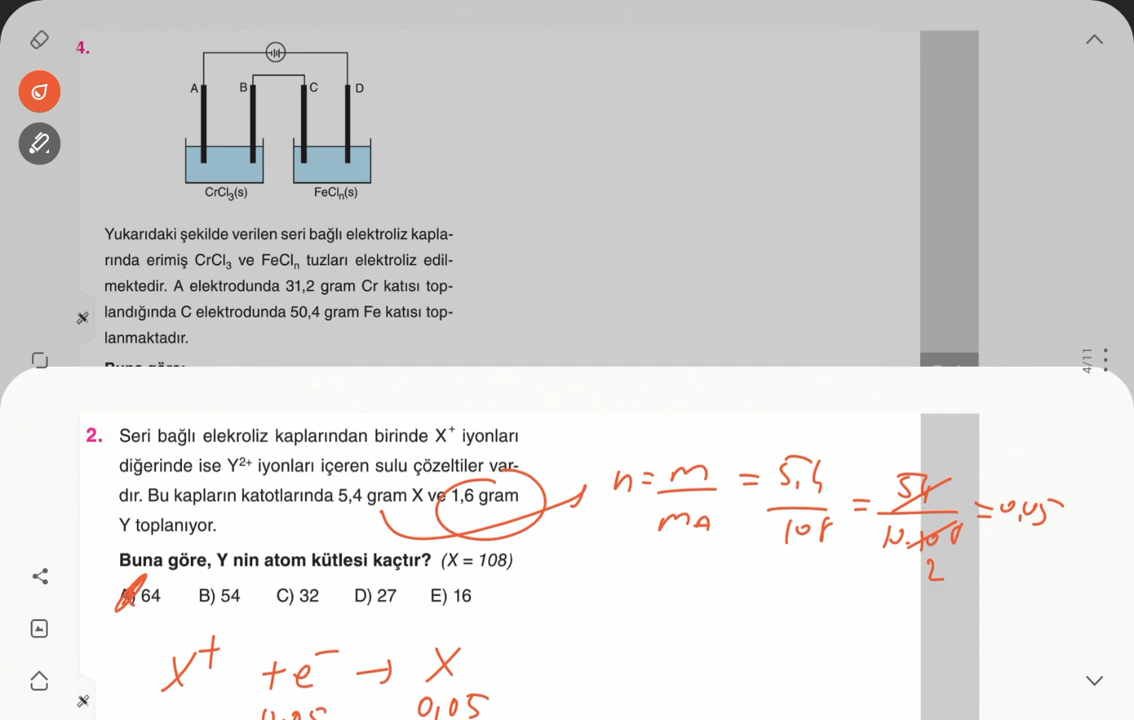 4.
A B C D
CrCl₃(s) FeClₙ(s)
Yukarıdaki şekilde verilen seri bağlı elektroliz kapla-
rında erimiş CrCl₃ ve FeClₙ tuzları elektroliz edil-
mektedir. A elektrodunda 31,2 gram Cr katısı top-
landığında C elektrodunda 50,4 gram Fe katısı top-
lanmaktadır.
4/11
2. Seri bağlı elekroliz kaplarından birinde X⁺ iyonları
diğerinde ise Y²⁺ iyonları içeren sulu çözeltiler var-
dır. Bu kapların katotlarında 5,4 gram X ve 1,6 gram
Y toplanıyor.
n = m/mA = 5,4/108 = = 0,05
2
Buna göre, Y nin atom kütlesi kaçtır? (X = 108)
64 B) 54 C) 32 D) 27 E) 16
X⁺ + e⁻ → X
0,05